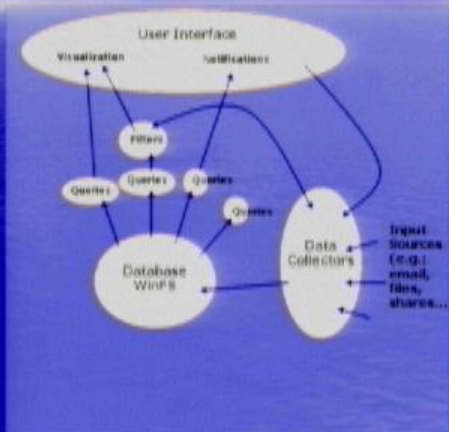 User Interface
Visualization
Notifications
Filters
Queries
Queries
Queries
Queries
Database
WinFS
Data
Collectors
Input
Sources
(e.g.:
email,
files,
shares...